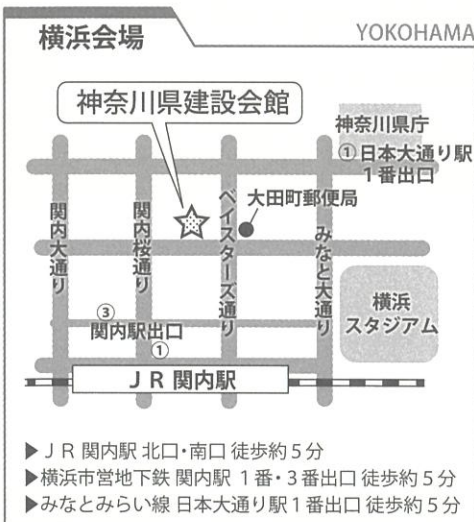 横浜会場
YOKOHAMA
神奈川県建設会館
神奈川県庁
①日本大通り駅
1番出口
大田町郵便局
関内大通り
関内桜通り
ベイスターズ通り
みなと大通り
横浜
スタジアム
③
関内駅出口
①
ＪＲ 関内駅
▶ＪＲ 関内駅 北口・南口 徒歩約５分
▶横浜市営地下鉄 関内駅 １番・３番出口 徒歩約５分
▶みなとみらい線 日本大通り駅１番出口 徒歩約５分